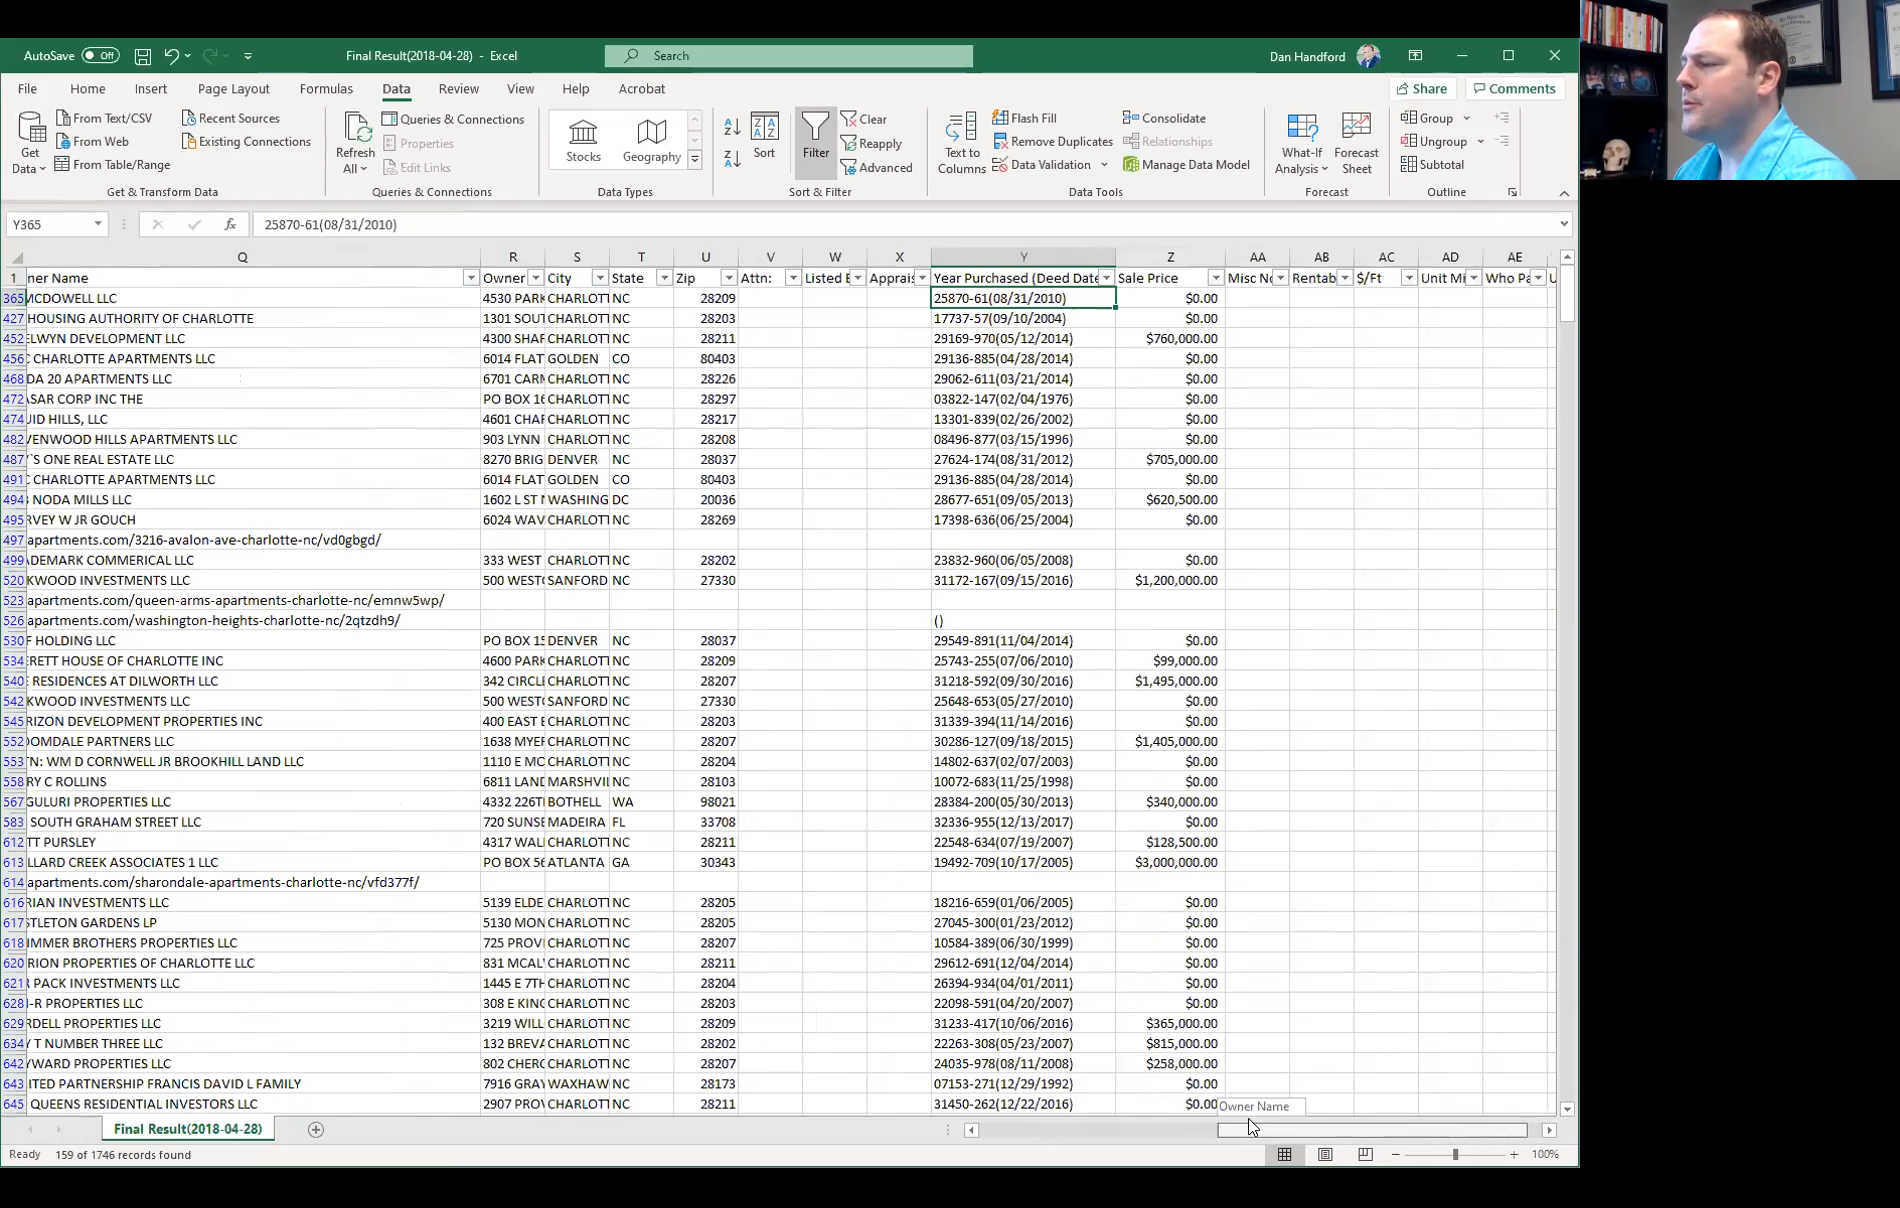 AutoSave Off Final Result(2018-04-28) - Excel Search Dan Handford
File Home Insert Page Layout Formulas Data Review View Help Acrobat Share Comments
Get Data From Text/CSV From Web From Table/Range Recent Sources Existing Connections
Get & Transform Data
Refresh All Queries & Connections Properties Edit Links
Queries & Connections
Stocks Geography
Data Types
Sort Filter Clear Reapply Advanced
Sort & Filter
Text to Columns Flash Fill Remove Duplicates Data Validation Consolidate Relationships Manage Data Model
Data Tools
What-If Analysis Forecast Sheet
Forecast
Group Ungroup Subtotal
Outline
Y365 fx 25870-61(08/31/2010)
Q R S T U V W X Y Z AA AB AC AD AE
1 ner Name Owner City State Zip Attn: Listed E Apprais Year Purchased (Deed Date Sale Price Misc No Rentab $/Ft Unit Mi Who Pa U
365 MCDOWELL LLC 4530 PARK CHARLOTT NC 28209 25870-61(08/31/2010) $0.00
427 HOUSING AUTHORITY OF CHARLOTTE 1301 SOUT CHARLOTT NC 28203 17737-57(09/10/2004) $0.00
452 ELWYN DEVELOPMENT LLC 4300 SHAR CHARLOTT NC 28211 29169-970(05/12/2014) $760,000.00
456 C CHARLOTTE APARTMENTS LLC 6014 FLAT GOLDEN CO 80403 29136-885(04/28/2014) $0.00
468 DA 20 APARTMENTS LLC 6701 CARM CHARLOTT NC 28226 29062-611(03/21/2014) $0.00
472 ASAR CORP INC THE PO BOX 16 CHARLOTT NC 28297 03822-147(02/04/1976) $0.00
474 UID HILLS, LLC 4601 CHAR CHARLOTT NC 28217 13301-839(02/26/2002) $0.00
482 VENWOOD HILLS APARTMENTS LLC 903 LYNN CHARLOTT NC 28208 08496-877(03/15/1996) $0.00
487 Y`S ONE REAL ESTATE LLC 8270 BRIG DENVER NC 28037 27624-174(08/31/2012) $705,000.00
491 C CHARLOTTE APARTMENTS LLC 6014 FLAT GOLDEN CO 80403 29136-885(04/28/2014) $0.00
494 NODA MILLS LLC 1602 L ST N WASHING DC 20036 28677-651(09/05/2013) $620,500.00
495 RVEY W JR GOUCH 6024 WAV CHARLOTT NC 28269 17398-636(06/25/2004) $0.00
497 apartments.com/3216-avalon-ave-charlotte-nc/vd0gbgd/
499 ADEMARK COMMERICAL LLC 333 WEST CHARLOTT NC 28202 23832-960(06/05/2008) $0.00
520 KWOOD INVESTMENTS LLC 500 WESTO SANFORD NC 27330 31172-167(09/15/2016) $1,200,000.00
523 apartments.com/queen-arms-apartments-charlotte-nc/emnw5wp/
526 apartments.com/washington-heights-charlotte-nc/2qtzdh9/ ()
530 F HOLDING LLC PO BOX 15 DENVER NC 28037 29549-891(11/04/2014) $0.00
534 ERETT HOUSE OF CHARLOTTE INC 4600 PARK CHARLOTT NC 28209 25743-255(07/06/2010) $99,000.00
540 E RESIDENCES AT DILWORTH LLC 342 CIRCLE CHARLOTT NC 28207 31218-592(09/30/2016) $1,495,000.00
542 KWOOD INVESTMENTS LLC 500 WESTO SANFORD NC 27330 25648-653(05/27/2010) $0.00
545 RIZON DEVELOPMENT PROPERTIES INC 400 EAST B CHARLOTT NC 28203 31339-394(11/14/2016) $0.00
552 OOMDALE PARTNERS LLC 1638 MYER CHARLOTT NC 28207 30286-127(09/18/2015) $1,405,000.00
553 TN: WM D CORNWELL JR BROOKHILL LAND LLC 1110 E MO CHARLOTT NC 28204 14802-637(02/07/2003) $0.00
558 RY C ROLLINS 6811 LAND MARSHVIL NC 28103 10072-683(11/25/1998) $0.00
567 GULURI PROPERTIES LLC 4332 226TH BOTHELL WA 98021 28384-200(05/30/2013) $340,000.00
583 SOUTH GRAHAM STREET LLC 720 SUNSE MADEIRA FL 33708 32336-955(12/13/2017) $0.00
612 TT PURSLEY 4317 WAL CHARLOTT NC 28211 22548-634(07/19/2007) $128,500.00
613 LLARD CREEK ASSOCIATES 1 LLC PO BOX 56 ATLANTA GA 30343 19492-709(10/17/2005) $3,000,000.00
614 apartments.com/sharondale-apartments-charlotte-nc/vfd377f/
616 RIAN INVESTMENTS LLC 5139 ELDE CHARLOTT NC 28205 18216-659(01/06/2005) $0.00
617 STLETON GARDENS LP 5130 MON CHARLOTT NC 28205 27045-300(01/23/2012) $0.00
618 IMMER BROTHERS PROPERTIES LLC 725 PROVI CHARLOTT NC 28207 10584-389(06/30/1999) $0.00
620 RION PROPERTIES OF CHARLOTTE LLC 831 MCALV CHARLOTT NC 28211 29612-691(12/04/2014) $0.00
621 R PACK INVESTMENTS LLC 1445 E 7TH CHARLOTT NC 28204 26394-934(04/01/2011) $0.00
628 -R PROPERTIES LLC 308 E KING CHARLOTT NC 28203 22098-591(04/20/2007) $0.00
629 RDELL PROPERTIES LLC 3219 WILL CHARLOTT NC 28209 31233-417(10/06/2016) $365,000.00
634 Y T NUMBER THREE LLC 132 BREVA CHARLOTT NC 28202 22263-308(05/23/2007) $815,000.00
642 YWARD PROPERTIES LLC 802 CHERO CHARLOTT NC 28207 24035-978(08/11/2008) $258,000.00
643 ITED PARTNERSHIP FRANCIS DAVID L FAMILY 7916 GRAY WAXHAW NC 28173 07153-271(12/29/1992) $0.00
645 QUEENS RESIDENTIAL INVESTORS LLC 2907 PROV CHARLOTT NC 28211 31450-262(12/22/2016) $0.00 Owner Name
Final Result(2018-04-28)
Ready 159 of 1746 records found 100%